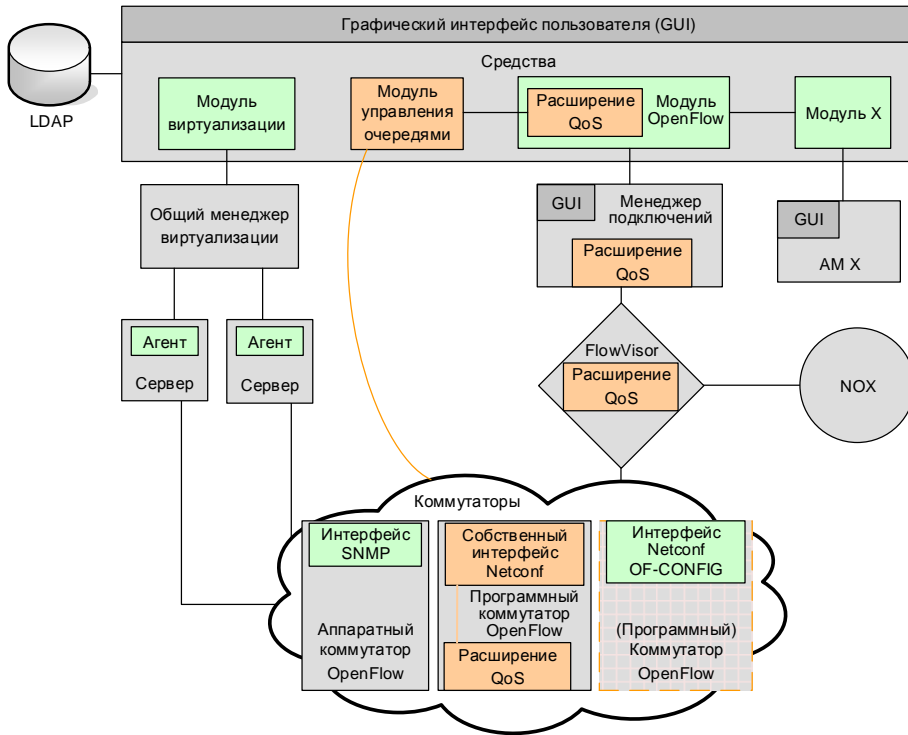 Графический интерфейс пользователя (GUI)
Средства
LDAP
Модуль
виртуализации
Модуль
управления
очередями
Расширение
QoS
Модуль
OpenFlow
Модуль X
Общий менеджер
виртуализации
GUI
Менеджер
подключений
Расширение
QoS
GUI
AM X
Агент
Сервер
Агент
Сервер
FlowVisor
Расширение
QoS
NOX
Коммутаторы
Интерфейс
SNMP
Аппаратный
коммутатор
OpenFlow
Собственный
интерфейс
Netconf
Программный
коммутатор
OpenFlow
Расширение
QoS
Интерфейс
Netconf
OF-CONFIG
(Программный)
Коммутатор
OpenFlow